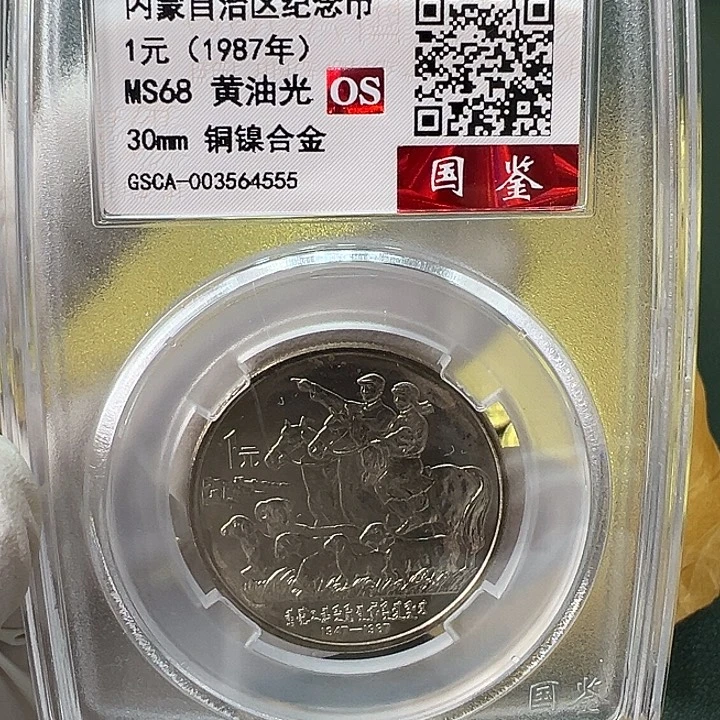 内蒙自治区纪念币
1元（1987年）
MS68 黄油光 OS
30mm 铜镍合金
GSCA-003564555
国鉴
1元
1947—1987
国鉴